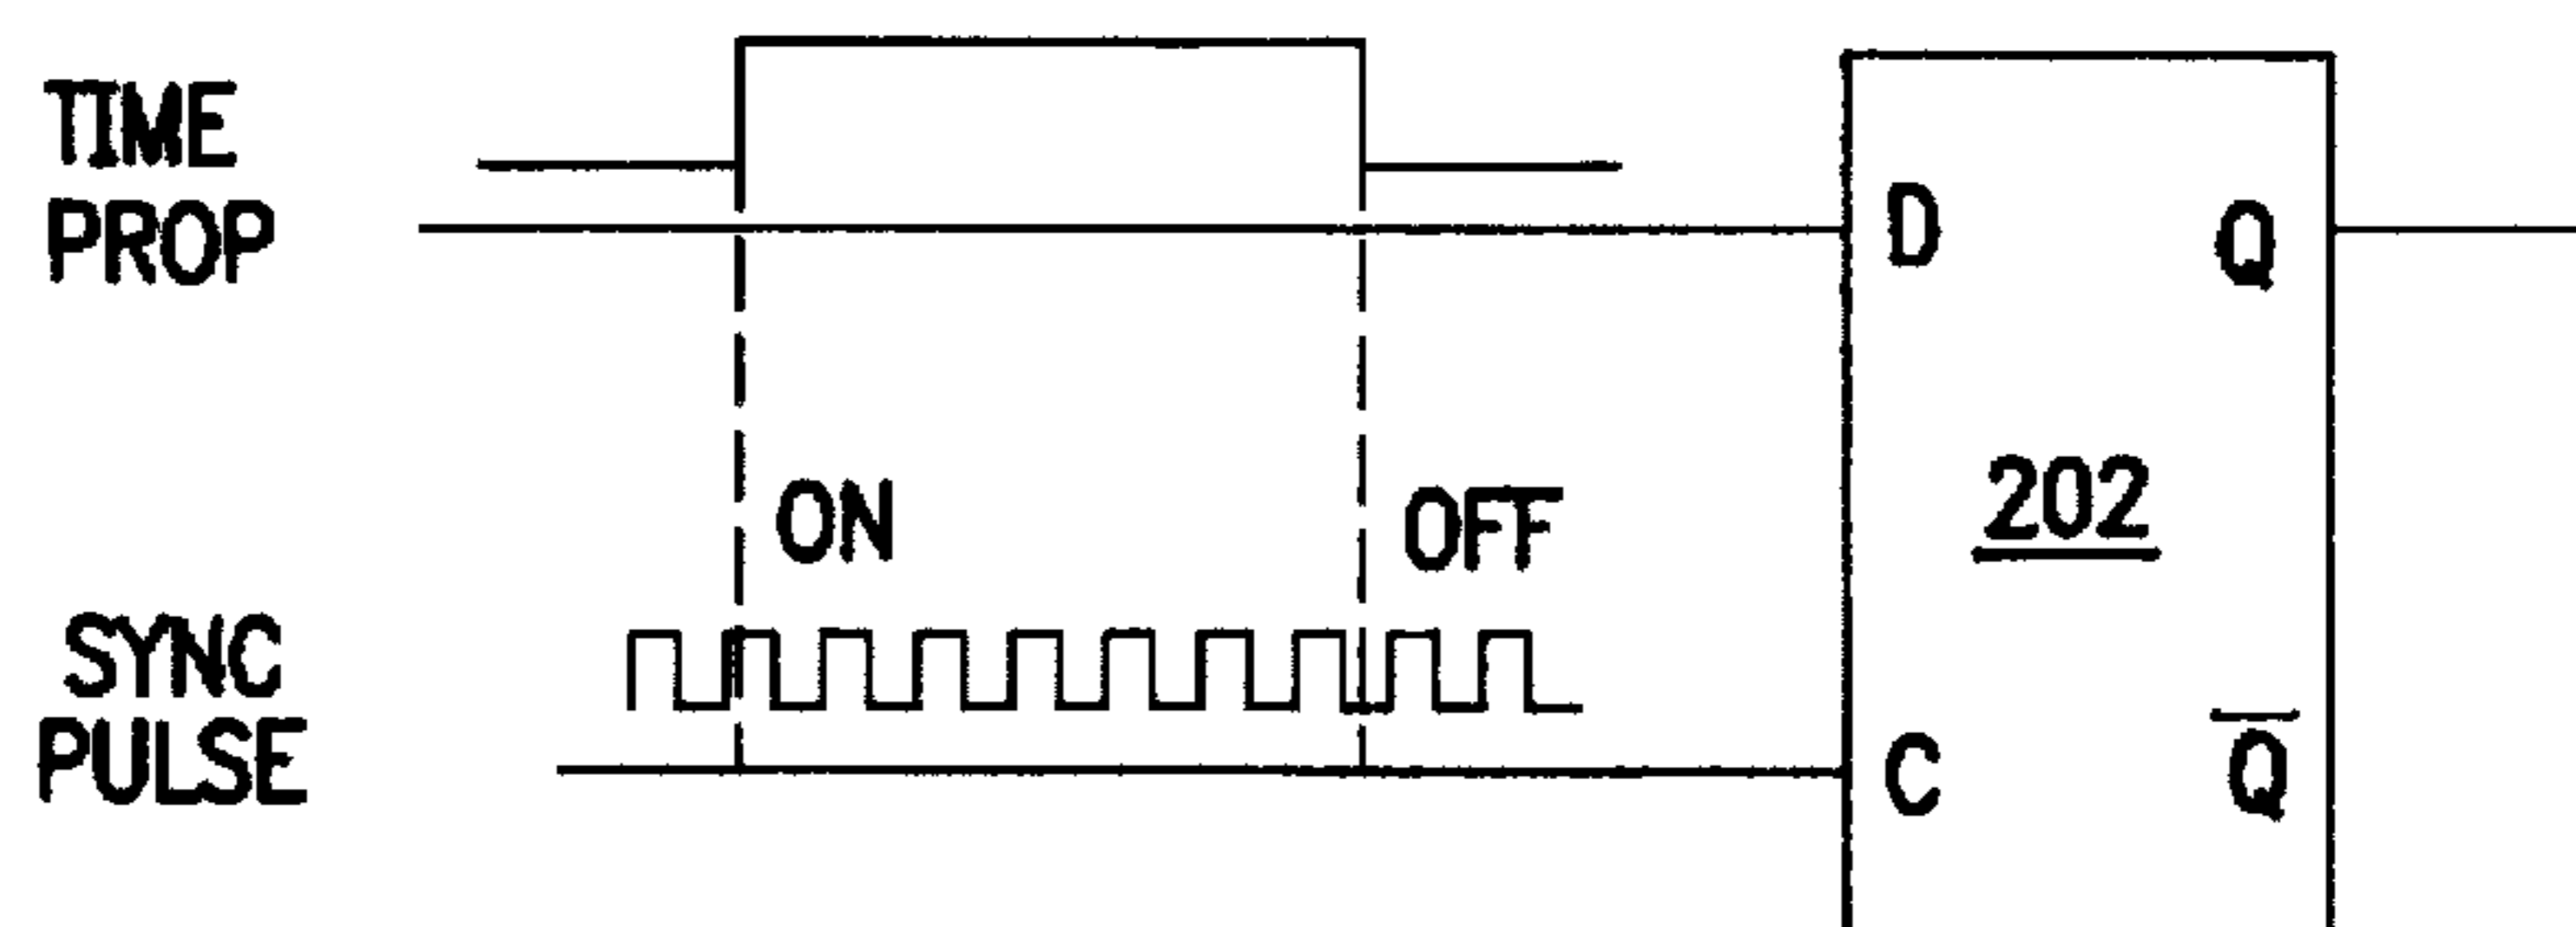 TIME
PROP
D
Q
ON
OFF
202
SYNC
PULSE
C
Q̅